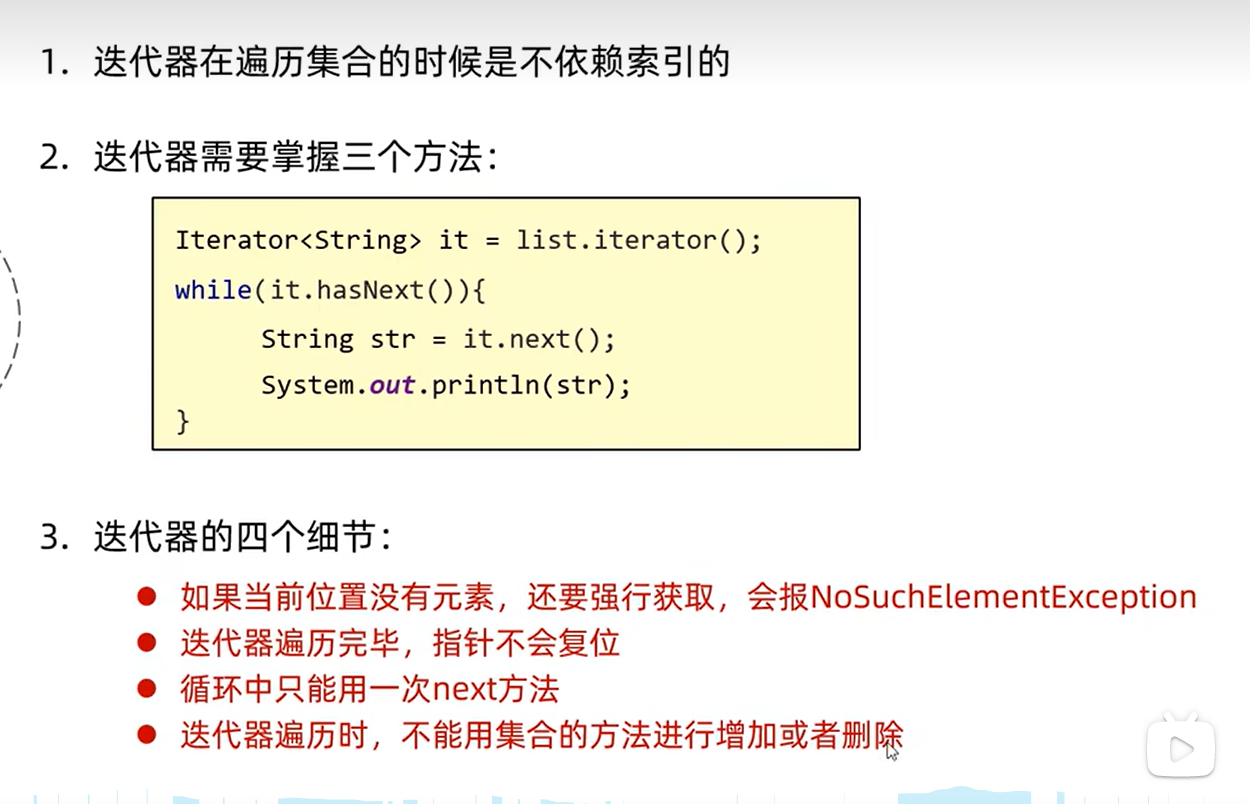 1. 迭代器在遍历集合的时候是不依赖索引的
2. 迭代器需要掌握三个方法：
Iterator<String> it = list.iterator();
while(it.hasNext()){
String str = it.next();
System.out.println(str);
}
3. 迭代器的四个细节：
● 如果当前位置没有元素，还要强行获取，会报NoSuchElementException
● 迭代器遍历完毕，指针不会复位
● 循环中只能用一次next方法
● 迭代器遍历时，不能用集合的方法进行增加或者删除